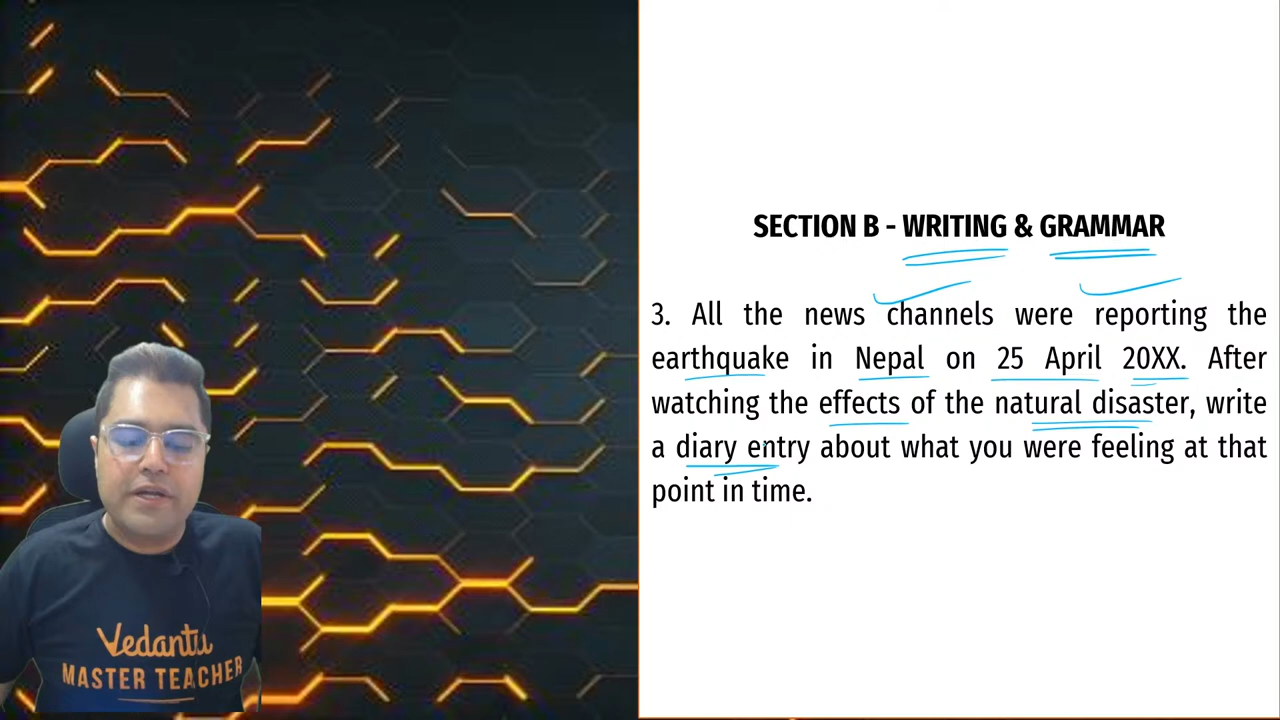 SECTION B - WRITING & GRAMMAR
3. All the news channels were reporting the
earthquake in Nepal on 25 April 20XX. After
watching the effects of the natural disaster, write
a diary entry about what you were feeling at that
point in time.
Vedantu
MASTER TEACHER